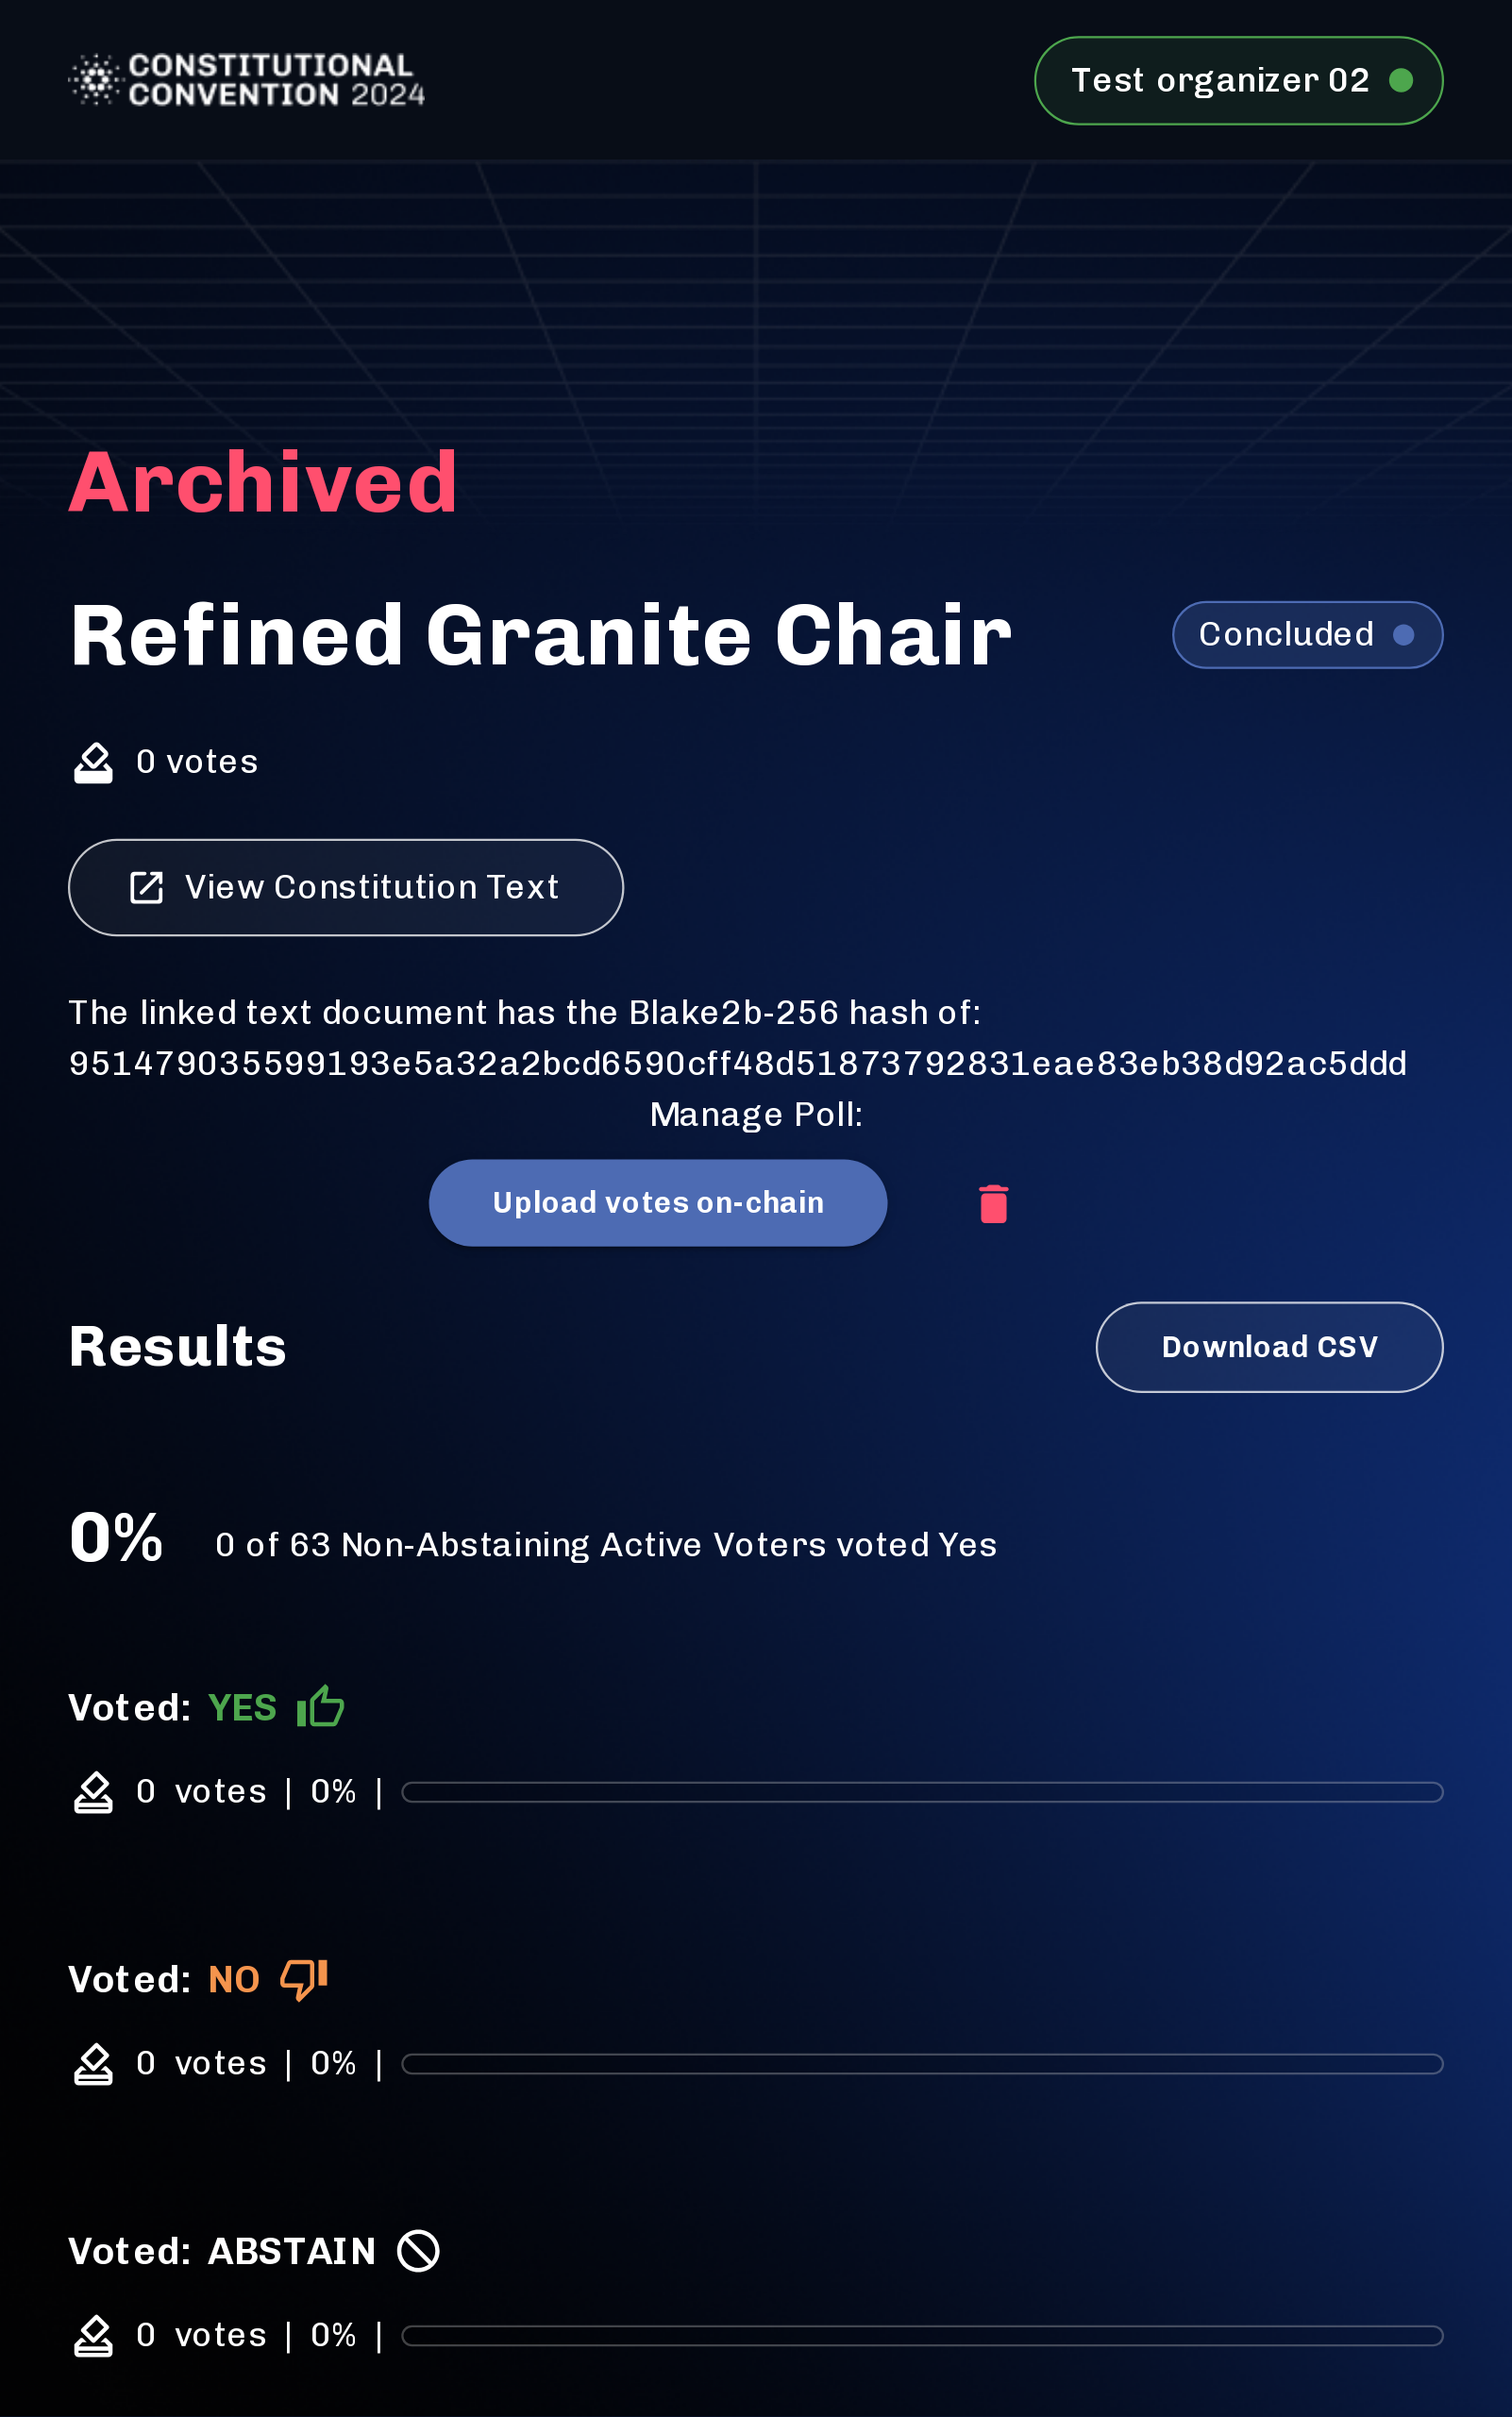 CONSTITUTIONAL
CONVENTION 2024
Test organizer 02
Archived
Refined Granite Chair
Concluded
0 votes
View Constitution Text
The linked text document has the Blake2b-256 hash of:
951479035599193e5a32a2bcd6590cff48d51873792831eae83eb38d92ac5ddd
Manage Poll:
Upload votes on-chain
Results
Download CSV
0%
0 of 63 Non-Abstaining Active Voters voted Yes
Voted: YES
0 votes | 0% |
Voted: NO
0 votes | 0% |
Voted: ABSTAIN
0 votes | 0% |